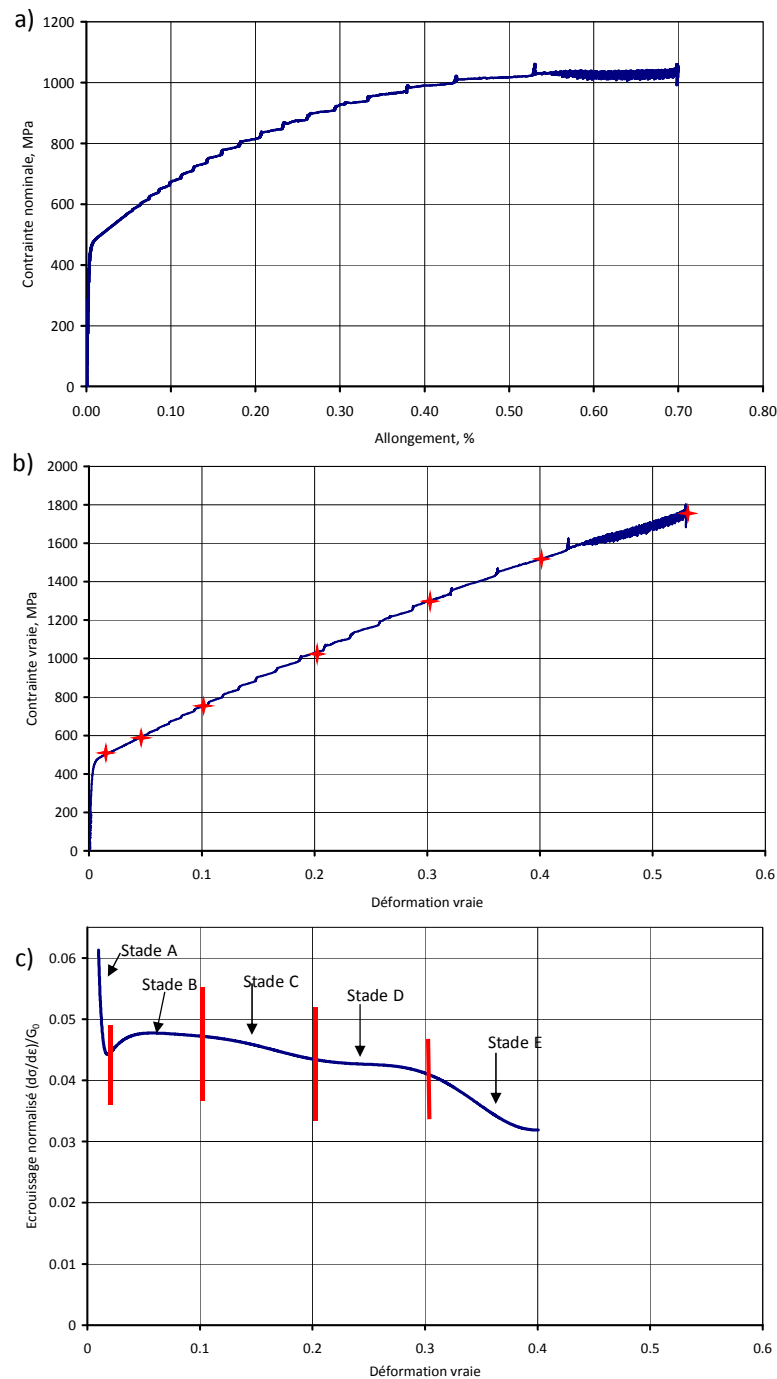 a)
1200
1000
800
600
400
200
0
0.00 0.10 0.20 0.30 0.40 0.50 0.60 0.70 0.80
Contrainte nominale, MPa
Allongement, %
b)
2000
1800
1600
1400
1200
1000
800
600
400
200
0
0 0.1 0.2 0.3 0.4 0.5 0.6
Contrainte vraie, MPa
Déformation vraie
c)
0.06
0.05
0.04
0.03
0.02
0.01
0
0 0.1 0.2 0.3 0.4 0.5 0.6
Ecrouissage normalisé (dσ/dε)/G₀
Stade A
Stade B
Stade C
Stade D
Stade E
Déformation vraie